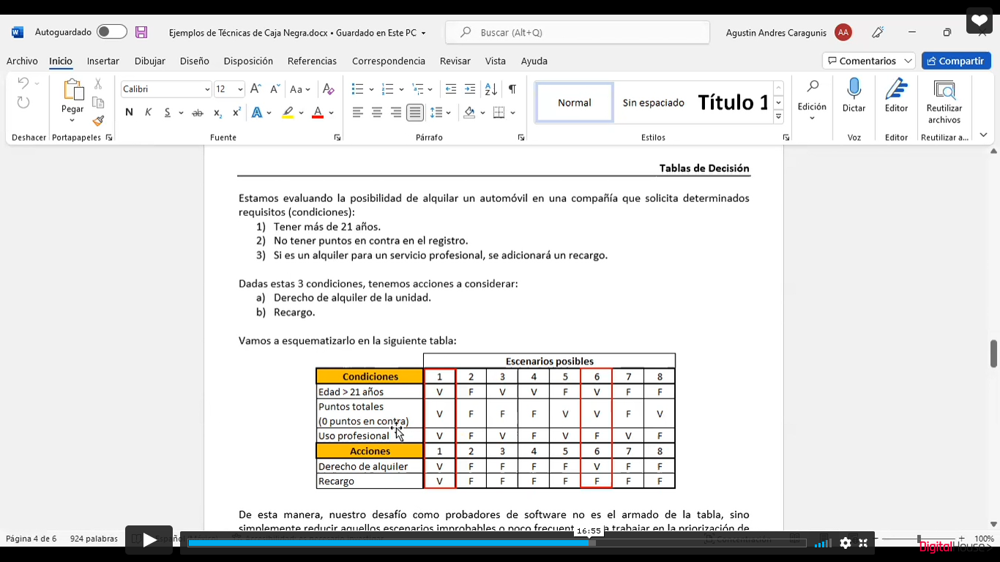 Autoguardado
Ejemplos de Técnicas de Caja Negra.docx • Guardado en Este PC
Buscar (Alt+Q)
Agustin Andres Caragunis AA
Archivo Inicio Insertar Dibujar Diseño Disposición Referencias Correspondencia Revisar Vista Ayuda
Comentarios Compartir
Pegar
Calibri 12
Aa
N K S ab x₂ x² A A
Normal Sin espaciado Título 1
Edición Dictar Editor Reutilizar archivos
Deshacer Portapapeles Fuente Párrafo Estilos Voz Editor Reutilizar a...
Tablas de Decisión
Estamos evaluando la posibilidad de alquilar un automóvil en una compañía que solicita determinados
requisitos (condiciones):
1) Tener más de 21 años.
2) No tener puntos en contra en el registro.
3) Si es un alquiler para un servicio profesional, se adicionará un recargo.
Dadas estas 3 condiciones, tenemos acciones a considerar:
a) Derecho de alquiler de la unidad.
b) Recargo.
Vamos a esquematizarlo en la siguiente tabla:
Escenarios posibles
Condiciones 1 2 3 4 5 6 7 8
Edad > 21 años V F V V F V F F
Puntos totales
(0 puntos en contra) V F F F V V F V
Uso profesional V F V F V F V F
Acciones 1 2 3 4 5 6 7 8
Derecho de alquiler V F F F F V F F
Recargo V F F F F F F F
De esta manera, nuestro desafío como probadores de software no es el armado de la tabla, sino
simplemente reducir aquellos escenarios improbables o poco frecuent a trabajar en la priorización de
16:55
Página 4 de 6 924 palabras
100%
DigitalHouse>